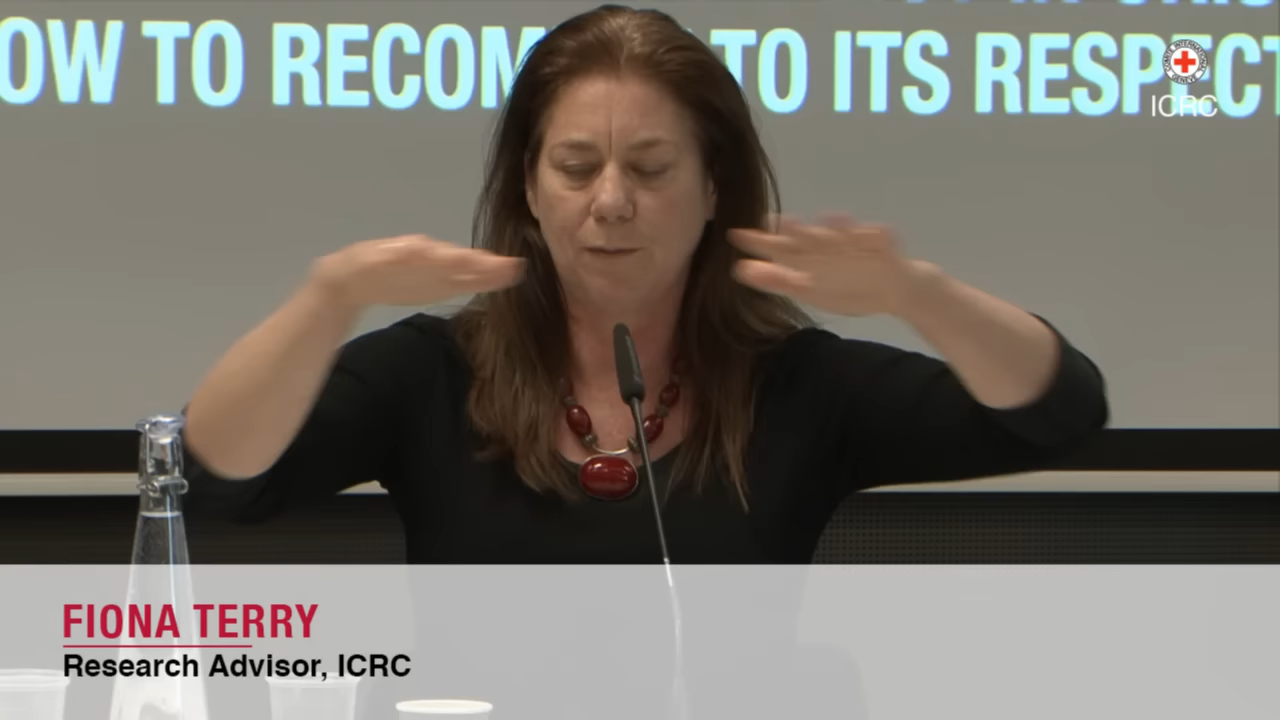 OW TO RECOM TO ITS RESPECT
ICRC
FIONA TERRY
Research Advisor, ICRC